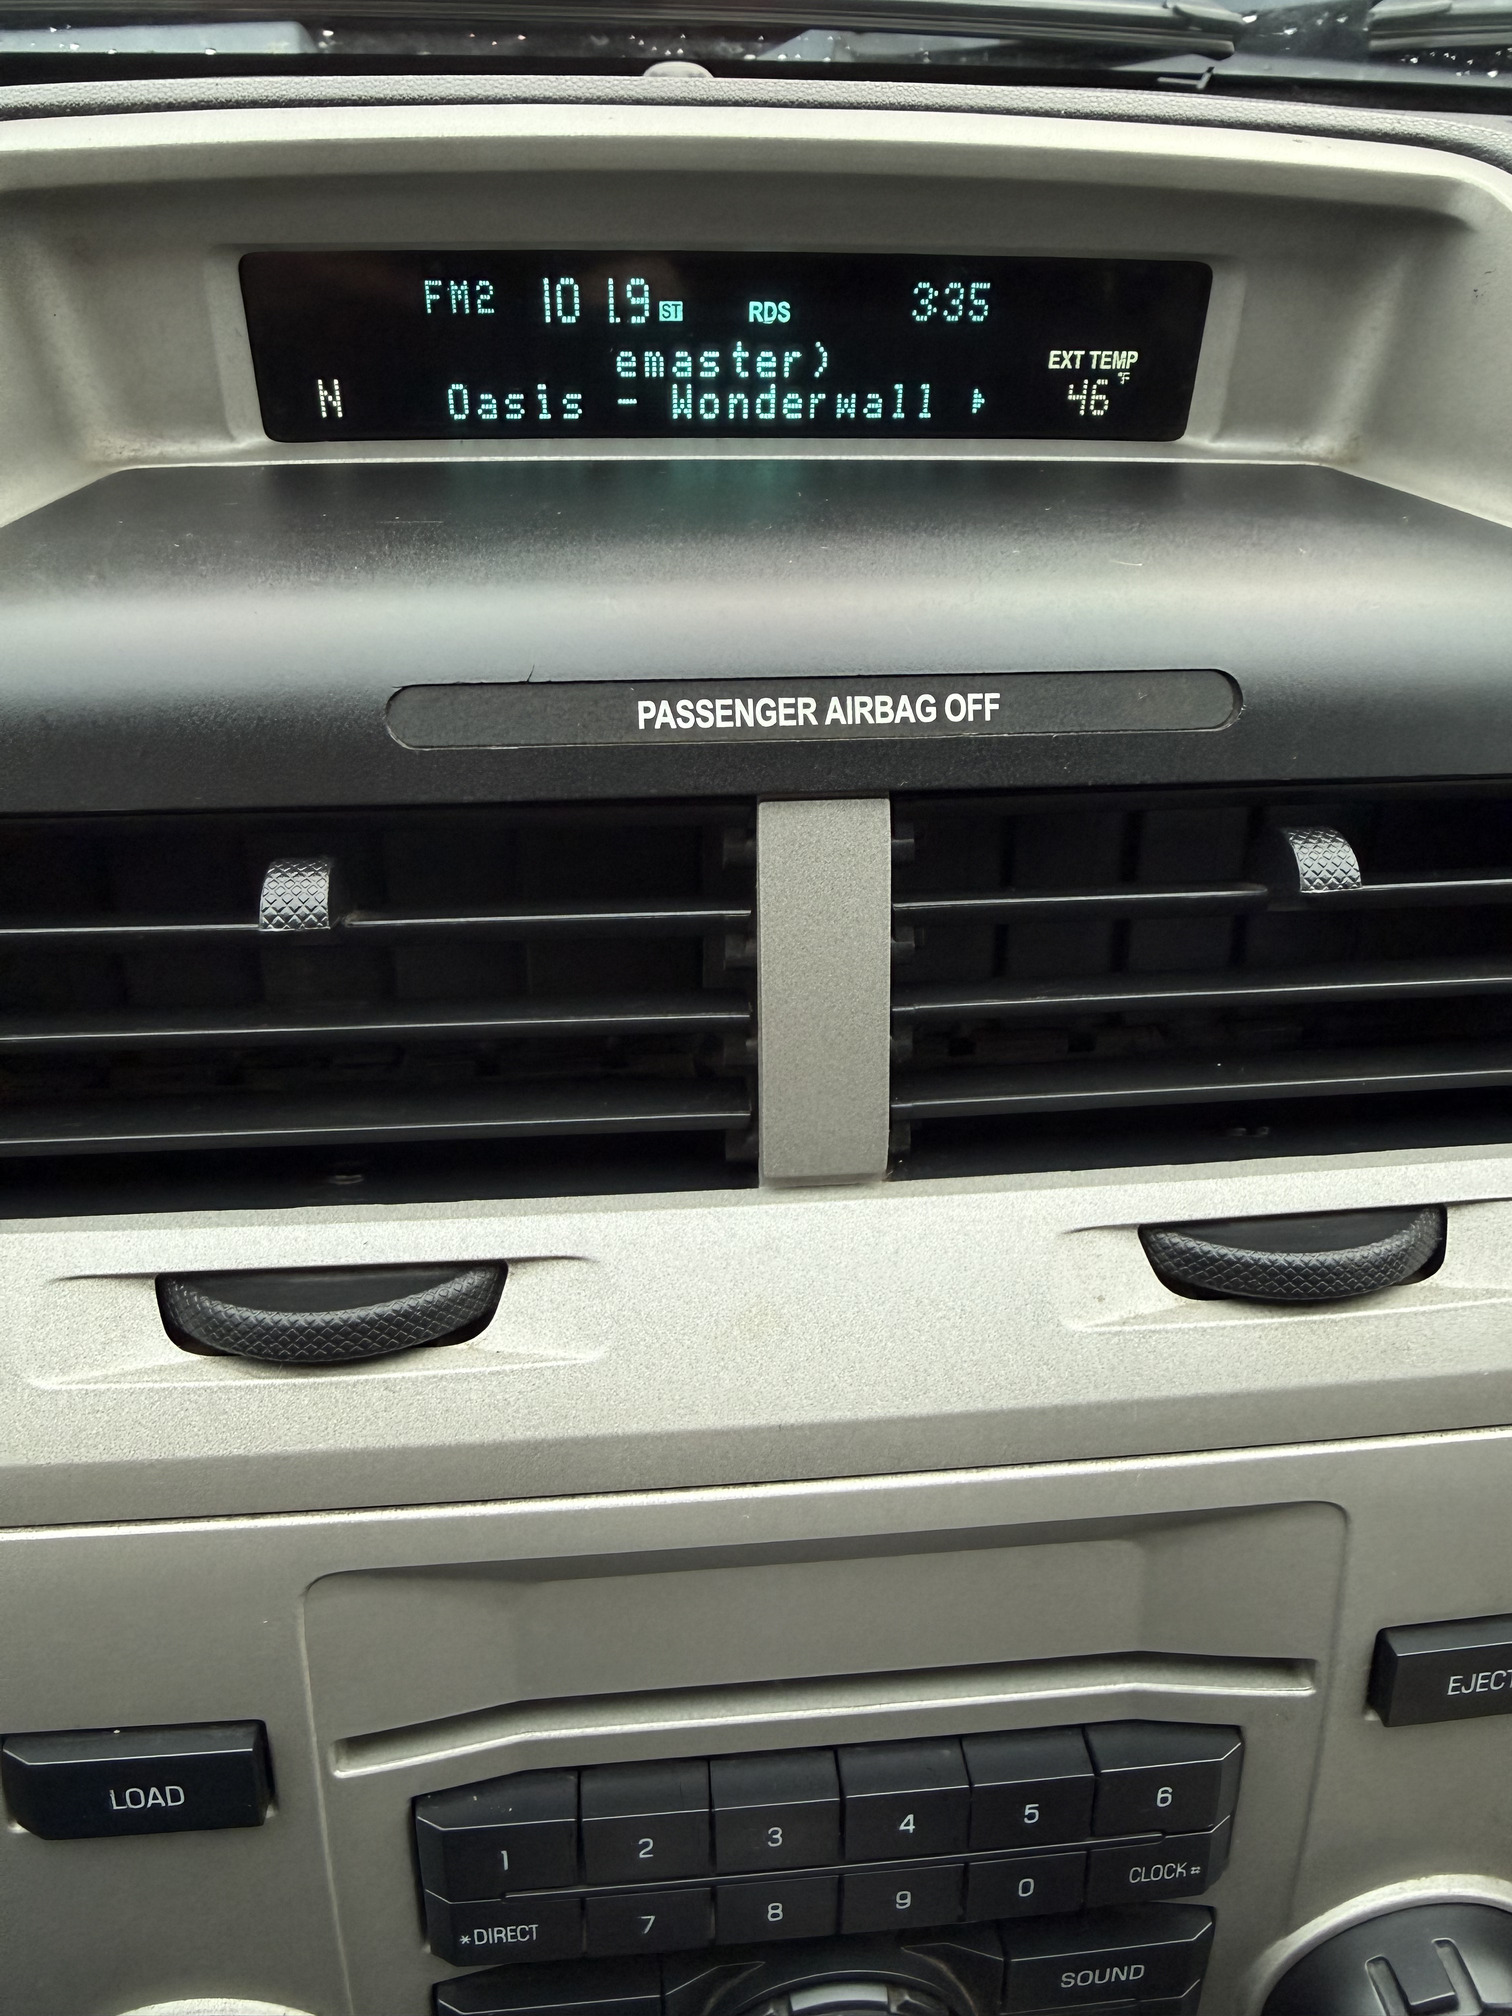 FM2 101.9 ST RDS 3:35
emaster)
EXT TEMP
N Oasis - Wonderwall 46°F
PASSENGER AIRBAG OFF
EJECT
LOAD
1 2 3 4 5 6
*DIRECT 7 8 9 0 CLOCK#
SOUND